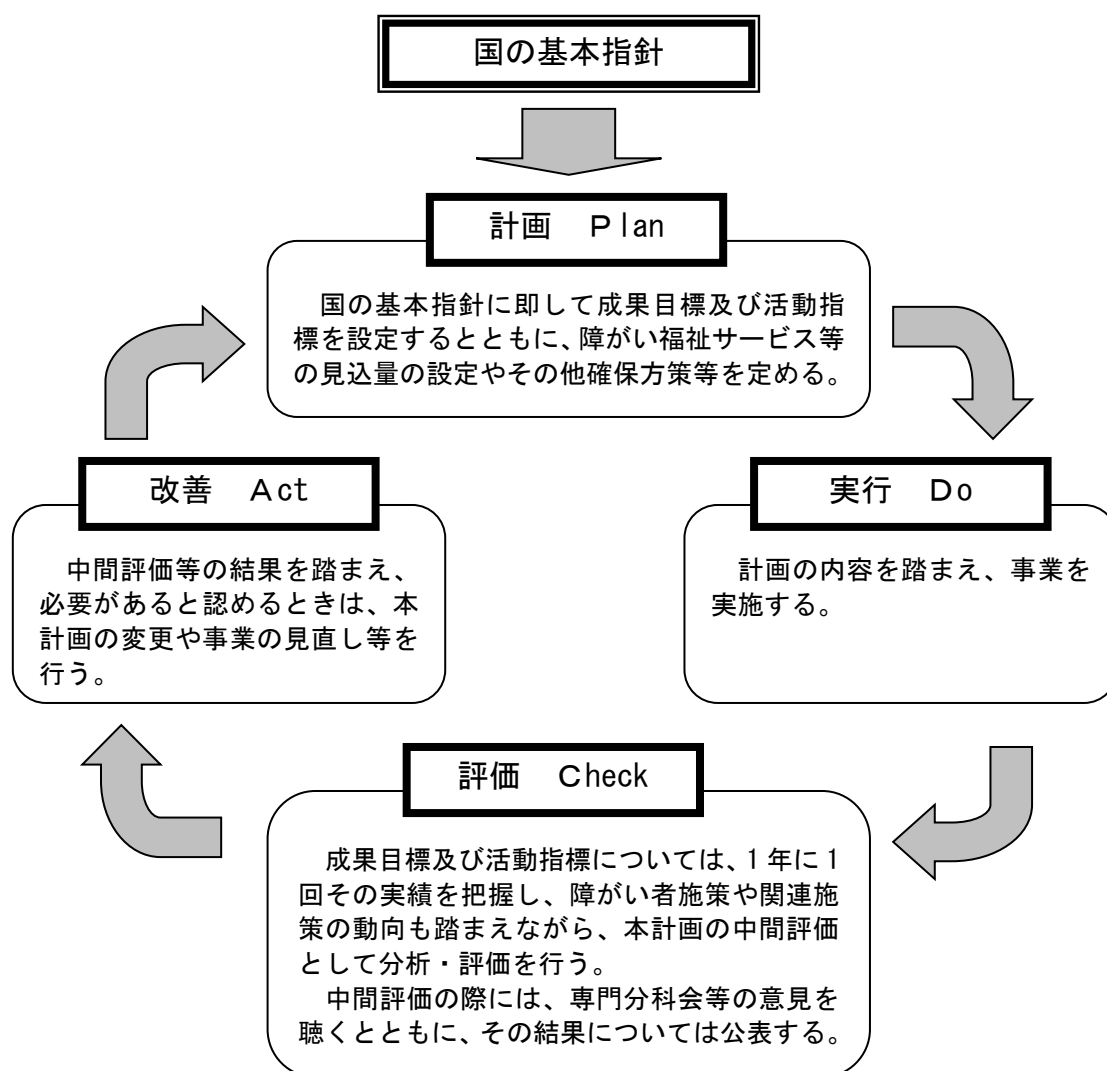 国の基本指針
計画　Ｐlan
国の基本指針に即して成果目標及び活動指
標を設定するとともに、障がい福祉サービス等
の見込量の設定やその他確保方策等を定める。
改善　Ａct
中間評価等の結果を踏まえ、
必要があると認めるときは、本
計画の変更や事業の見直し等を
行う。
実行　Ｄo
計画の内容を踏まえ、事業を
実施する。
評価　Ｃheck
成果目標及び活動指標については、1年に1
回その実績を把握し、障がい者施策や関連施
策の動向も踏まえながら、本計画の中間評価
として分析・評価を行う。
中間評価の際には、専門分科会等の意見を
聴くとともに、その結果については公表する。